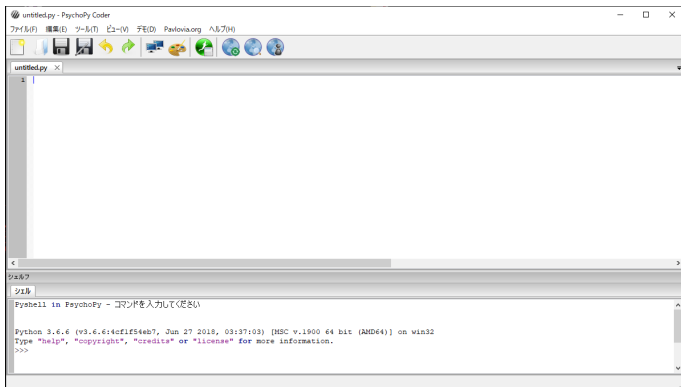 untitled.py - PsychoPy Coder
ファイル(F) 編集(E) ツール(T) ビュー(V) デモ(D) Pavlovia.org ヘルプ(H)
untitled.py
1
シェルフ
シェル
Pyshell in PsychoPy - コマンドを入力してください
Python 3.6.6 (v3.6.6:4cf1f54eb7, Jun 27 2018, 03:37:03) [MSC v.1900 64 bit (AMD64)] on win32
Type "help", "copyright", "credits" or "license" for more information.
>>>